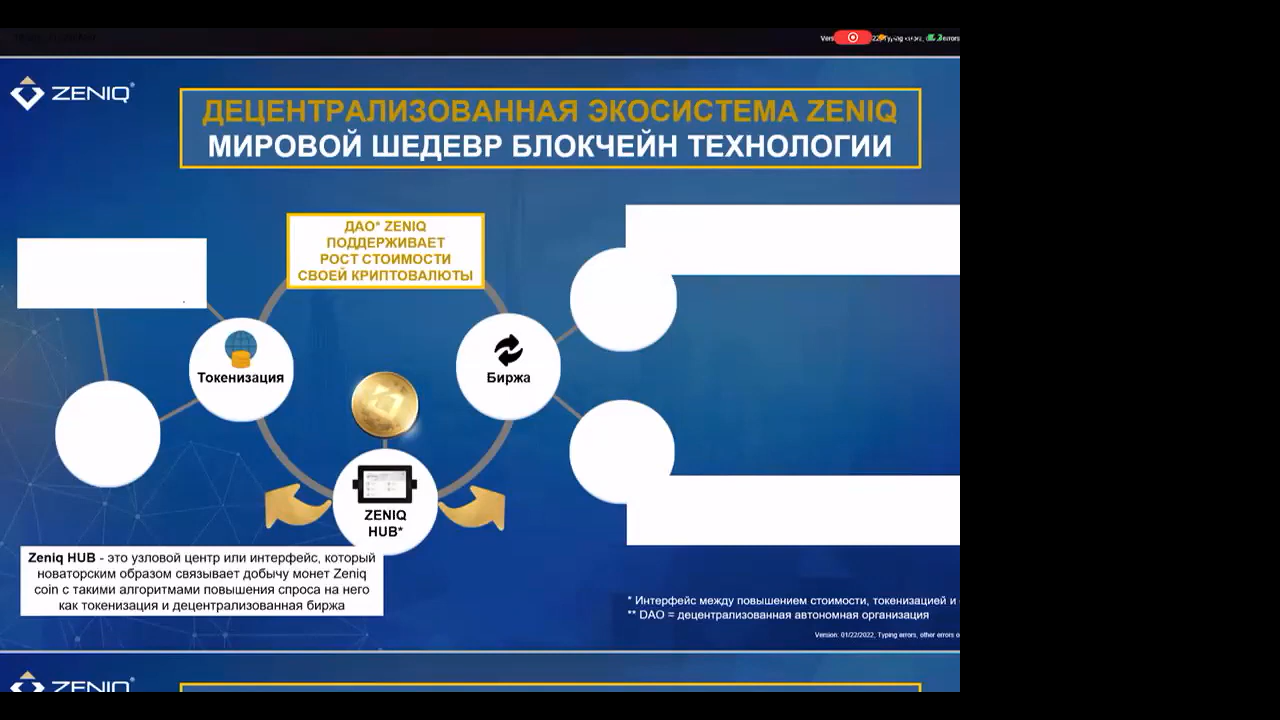 ZENIQ
ДЕЦЕНТРАЛИЗОВАННАЯ ЭКОСИСТЕМА ZENIQ
МИРОВОЙ ШЕДЕВР БЛОКЧЕЙН ТЕХНОЛОГИИ
ДАО* ZENIQ
ПОДДЕРЖИВАЕТ
РОСТ СТОИМОСТИ
СВОЕЙ КРИПТОВАЛЮТЫ
Токенизация
Биржа
ZENIQ
HUB*
Zeniq HUB - это узловой центр или интерфейс, который
новаторским образом связывает добычу монет Zeniq
coin с такими алгоритмами повышения спроса на него
как токенизация и децентрализованная биржа
* Интерфейс между повышением стоимости, токенизацией и
** DAO = децентрализованная автономная организация
Version: 01/22/2022, Typing errors, other errors o
ZENIQ